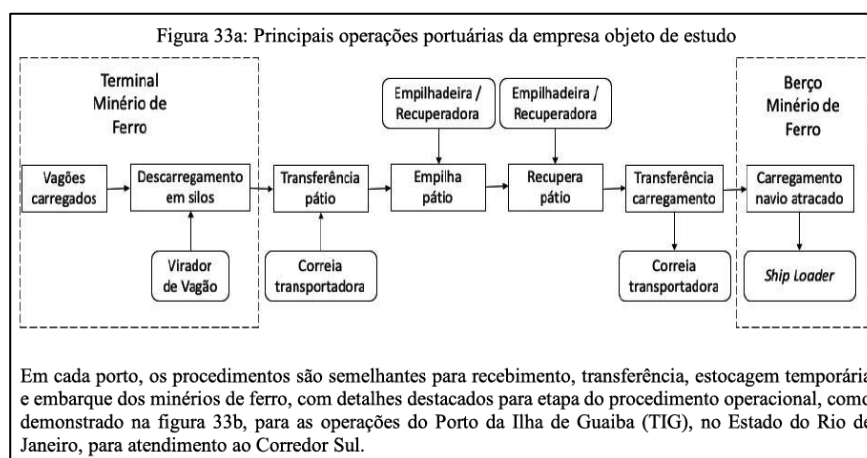 Figura 33a: Principais operações portuárias da empresa objeto de estudo
Terminal
Minério de
Ferro
Empilhadeira /
Recuperadora
Empilhadeira /
Recuperadora
Berço
Minério de
Ferro
Vagões
carregados
Descarregamento
em silos
Transferência
pátio
Empilha
pátio
Recupera
pátio
Transferência
carregamento
Carregamento
navio atracado
Virador
de Vagão
Correia
transportadora
Correia
transportadora
Ship Loader
Em cada porto, os procedimentos são semelhantes para recebimento, transferência, estocagem temporária
e embarque dos minérios de ferro, com detalhes destacados para etapa do procedimento operacional, como
demonstrado na figura 33b, para as operações do Porto da Ilha de Guaiba (TIG), no Estado do Rio de
Janeiro, para atendimento ao Corredor Sul.